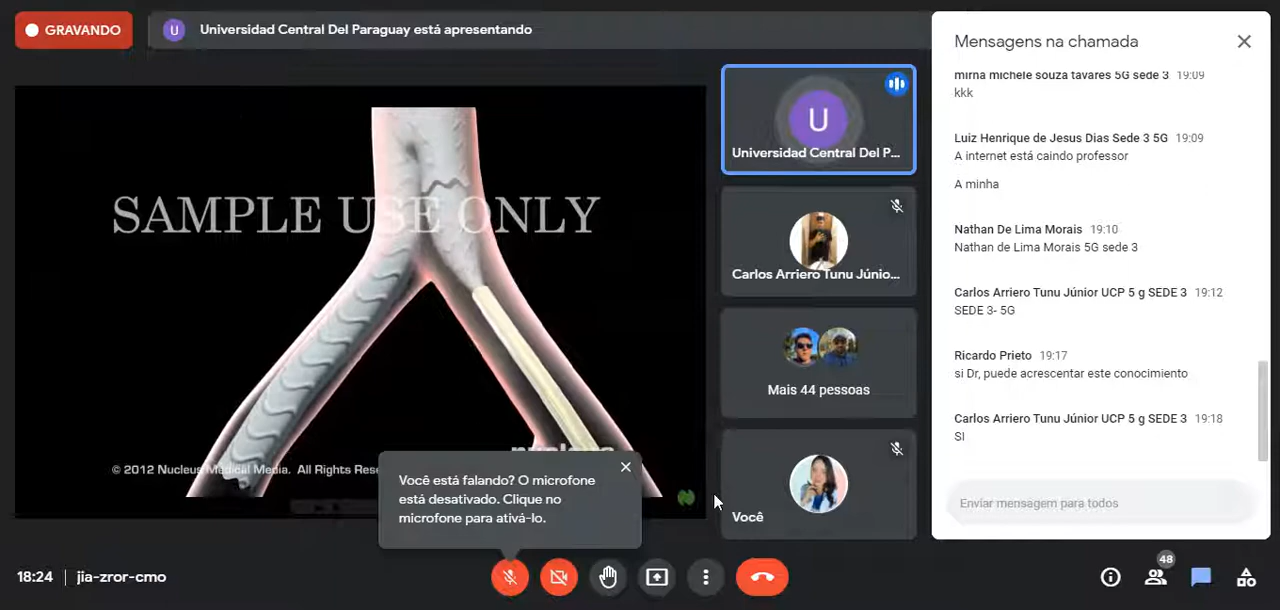 GRAVANDO
U
Universidad Central Del Paraguay está apresentando
SAMPLE USE ONLY
© 2012 Nucleus Medical Media. All Rights Rese
Você está falando? O microfone
está desativado. Clique no
microfone para ativá-lo.
U
Universidad Central Del P...
Carlos Arriero Tunu Júnio...
Mais 44 pessoas
Você
Mensagens na chamada
mirna michele souza tavares 5G sede 3 19:09
kkk
Luiz Henrique de Jesus Dias Sede 3 5G 19:09
A internet está caindo professor
A minha
Nathan De Lima Morais 19:10
Nathan de Lima Morais 5G sede 3
Carlos Arriero Tunu Júnior UCP 5 g SEDE 3 19:12
SEDE 3- 5G
Ricardo Prieto 19:17
si Dr, puede acrescentar este conocimiento
Carlos Arriero Tunu Júnior UCP 5 g SEDE 3 19:18
SI
Enviar mensagem para todos
18:24 | jia-zror-cmo
48